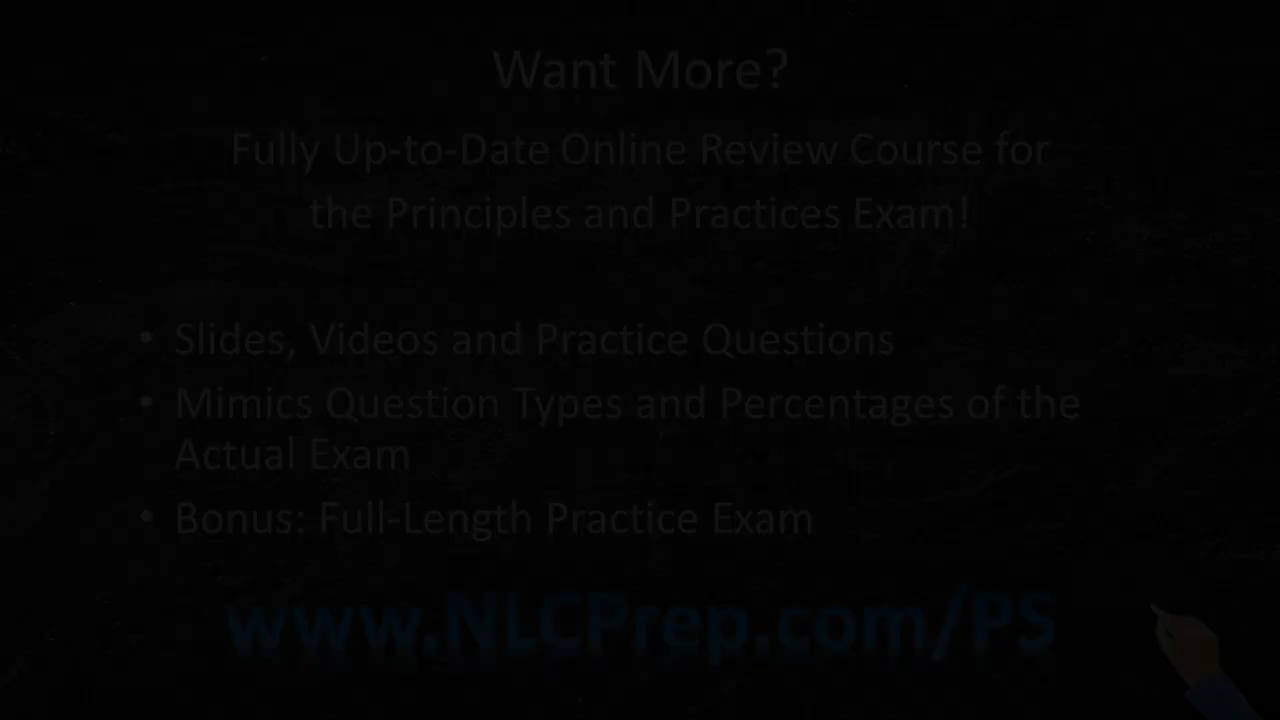 Want More?
Fully Up-to-Date Online Review Course for
the Principles and Practices Exam!
• Slides, Videos and Practice Questions
• Mimics Question Types and Percentages of the
Actual Exam
• Bonus: Full-Length Practice Exam
www.NLCPrep.com/PS